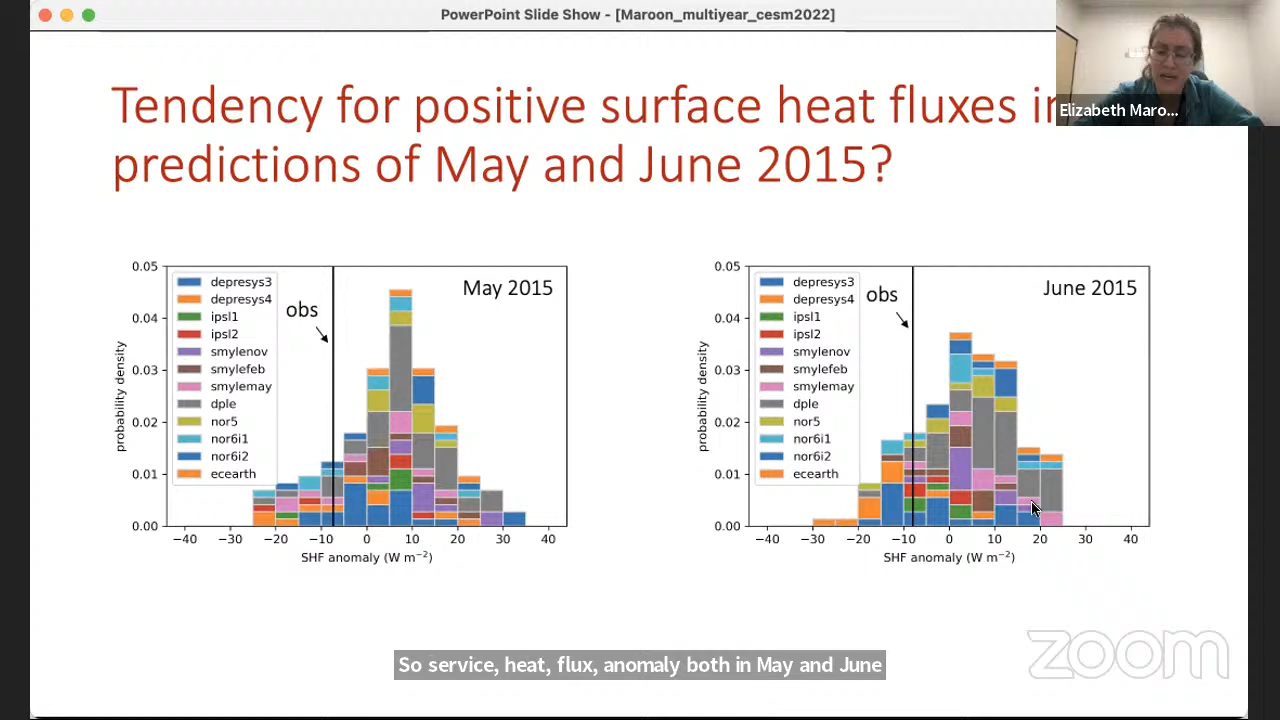 PowerPoint Slide Show - [Maroon_multiyear_cesm2022]
Elizabeth Maro...
Tendency for positive surface heat fluxes in
predictions of May and June 2015?
0.05
0.04
0.03
0.02
0.01
0.00
probability density
depresys3
depresys4
ipsl1
ipsl2
smylenov
smylefeb
smylemay
dple
nor5
nor6i1
nor6i2
ecearth
obs
May 2015
−40 −30 −20 −10 0 10 20 30 40
SHF anomaly (W m⁻²)
0.05
0.04
0.03
0.02
0.01
0.00
probability density
depresys3
depresys4
ipsl1
ipsl2
smylenov
smylefeb
smylemay
dple
nor5
nor6i1
nor6i2
ecearth
obs
June 2015
−40 −30 −20 −10 0 10 20 30 40
SHF anomaly (W m⁻²)
So service, heat, flux, anomaly both in May and June
zoom